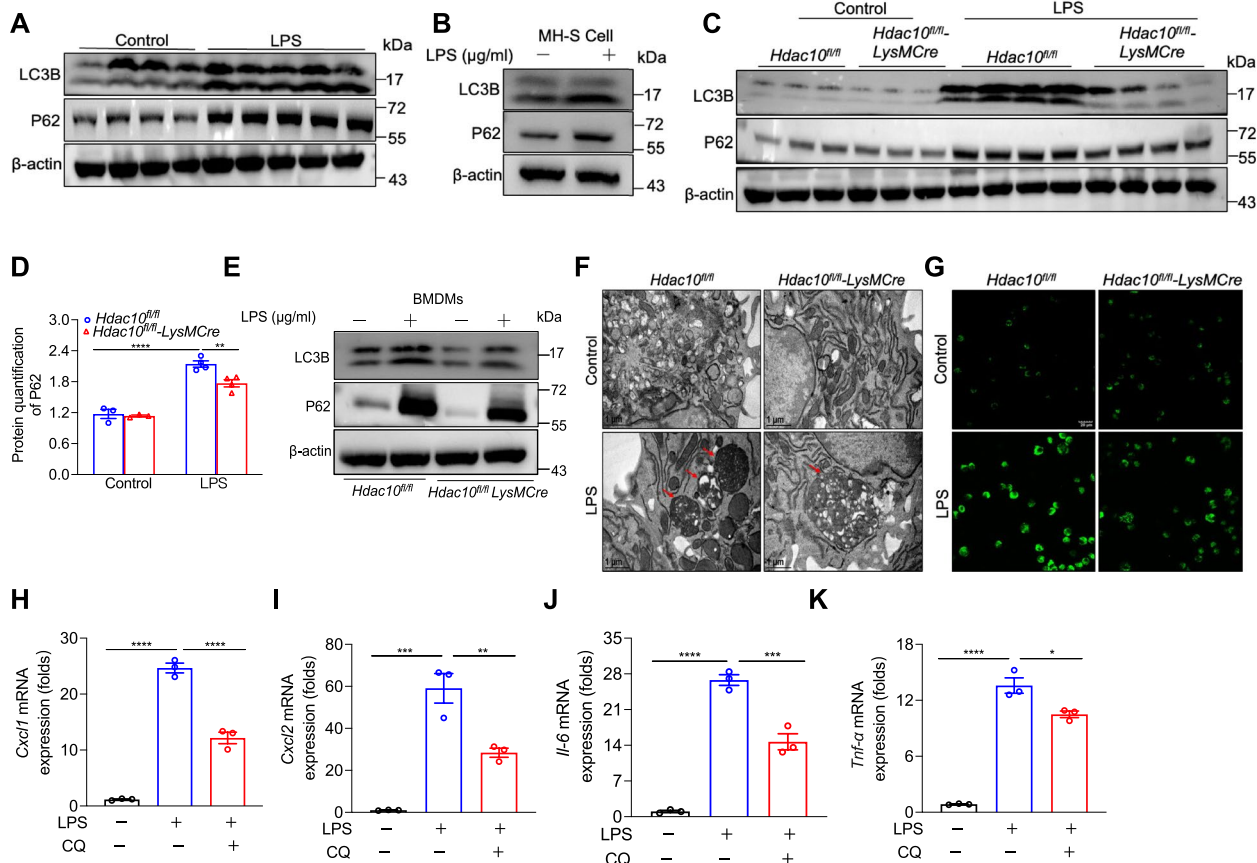 A
Control LPS kDa
LC3B 17
P62 72
55
β-actin
43
B
MH-S Cell
LPS (μg/ml) − + kDa
LC3B 17
P62 72
55
β-actin
43
C
Control LPS
Hdac10fl/fl Hdac10fl/fl-
LysMCre Hdac10fl/fl Hdac10fl/fl-
LysMCre kDa
LC3B 17
P62 72
55
β-actin
43
D
Protein quantification
of P62
3.0
2.4
1.8
1.2
0.6
0.0
Hdac10fl/fl
Hdac10fl/fl-LysMCre
**** **
Control LPS
E
BMDMs
LPS (μg/ml) − + − + kDa
LC3B 17
P62 72
55
β-actin
43
Hdac10fl/fl Hdac10fl/fl LysMCre
F
Hdac10fl/fl Hdac10fl/fl-LysMCre
Control
1 μm 1 μm
LPS
1 μm 1 μm
G
Hdac10fl/fl Hdac10fl/fl-LysMCre
Control
LPS
H
Cxcl1 mRNA
expression (folds)
30
20
10
0
**** ****
LPS − + +
CQ − − +
I
Cxcl2 mRNA
expression (folds)
80
60
40
20
0
*** **
LPS − + +
CQ − − +
J
Il-6 mRNA
expression (folds)
35
28
21
14
7
0
**** ***
LPS − + +
CQ − − +
K
Tnf-α mRNA
expression (folds)
18
12
6
0
**** *
LPS − + +
CQ − − +